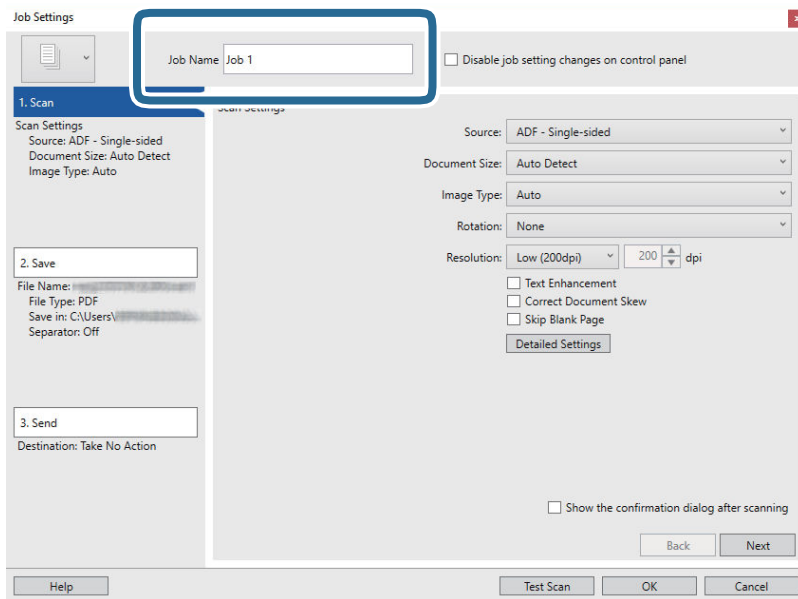 Job Settings
Job Name Job 1
Disable job setting changes on control panel
1. Scan
Scan Settings
Source: ADF - Single-sided
Document Size: Auto Detect
Image Type: Auto
2. Save
File Name:
File Type: PDF
Save in: C:\Users\
Separator: Off
3. Send
Destination: Take No Action
Scan Settings
Source: ADF - Single-sided
Document Size: Auto Detect
Image Type: Auto
Rotation: None
Resolution: Low (200dpi) 200 dpi
Text Enhancement
Correct Document Skew
Skip Blank Page
Detailed Settings
Show the confirmation dialog after scanning
Back Next
Help Test Scan OK Cancel